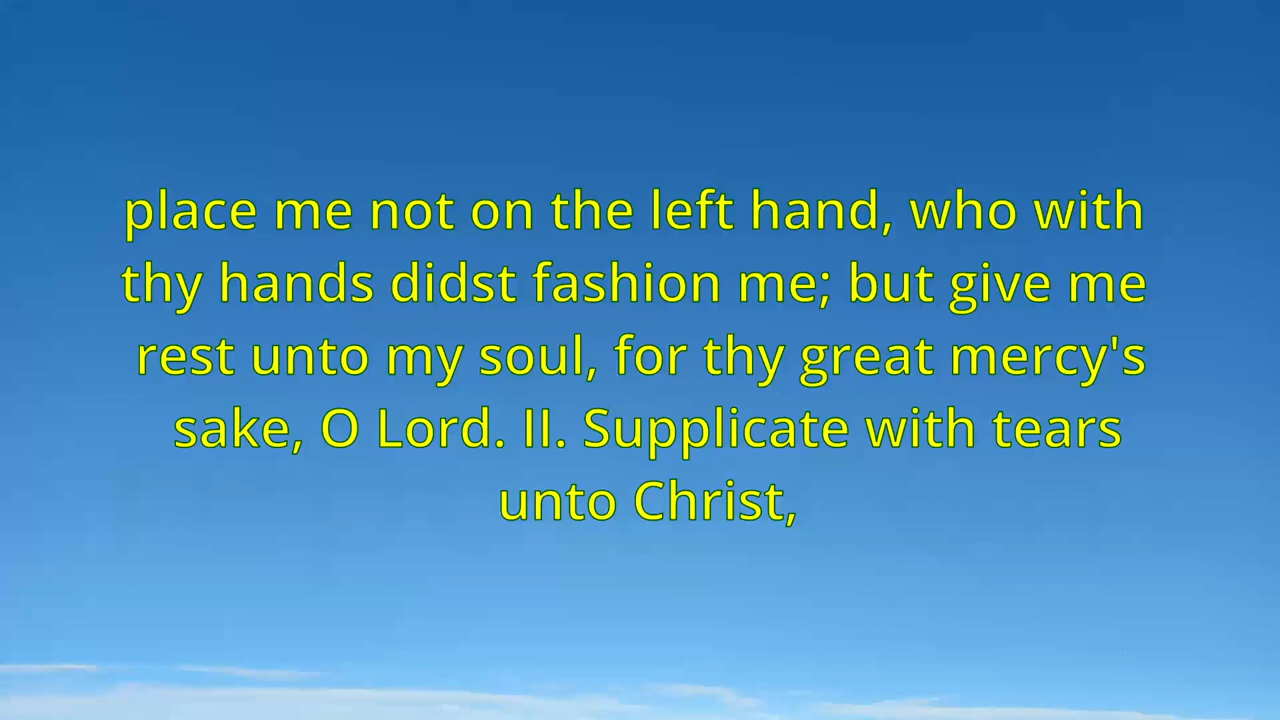 place me not on the left hand, who with
thy hands didst fashion me; but give me
rest unto my soul, for thy great mercy's
sake, O Lord. II. Supplicate with tears
unto Christ,